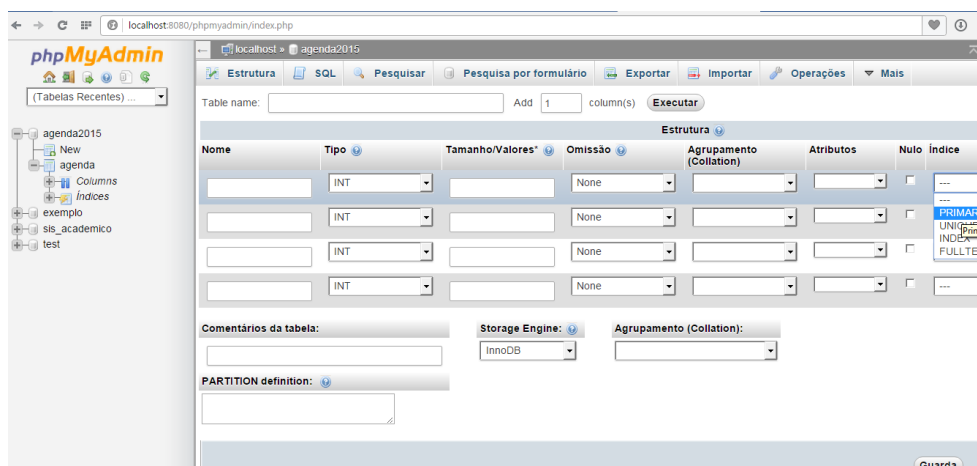 localhost:8080/phpmyadmin/index.php
phpMyAdmin
(Tabelas Recentes) ...
agenda2015
New
agenda
Columns
Índices
exemplo
sis_academico
test
localhost » agenda2015
Estrutura SQL Pesquisar Pesquisa por formulário Exportar Importar Operações Mais
Table name: Add 1 column(s) Executar
Estrutura
Nome Tipo Tamanho/Valores* Omissão Agrupamento (Collation) Atributos Nulo Índice
INT None ---
---
PRIMAR
INT None
INDEX
INT None FULLTE
INT None ---
Comentários da tabela: Storage Engine: Agrupamento (Collation):
InnoDB
PARTITION definition:
Guarda